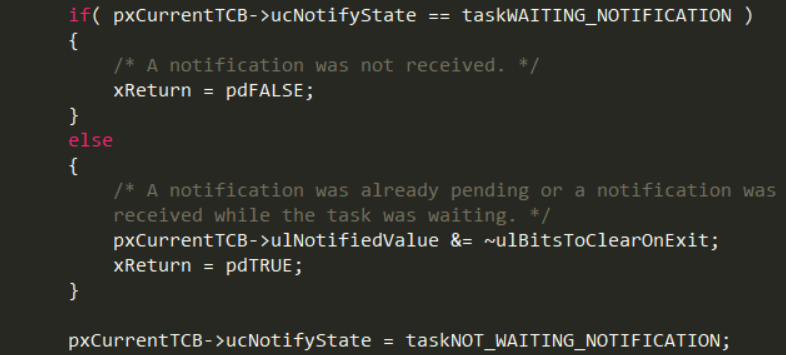 if( pxCurrentTCB->ucNotifyState == taskWAITING_NOTIFICATION )
{
/* A notification was not received. */
xReturn = pdFALSE;
}
else
{
/* A notification was already pending or a notification was
received while the task was waiting. */
pxCurrentTCB->ulNotifiedValue &= ~ulBitsToClearOnExit;
xReturn = pdTRUE;
}
pxCurrentTCB->ucNotifyState = taskNOT_WAITING_NOTIFICATION;